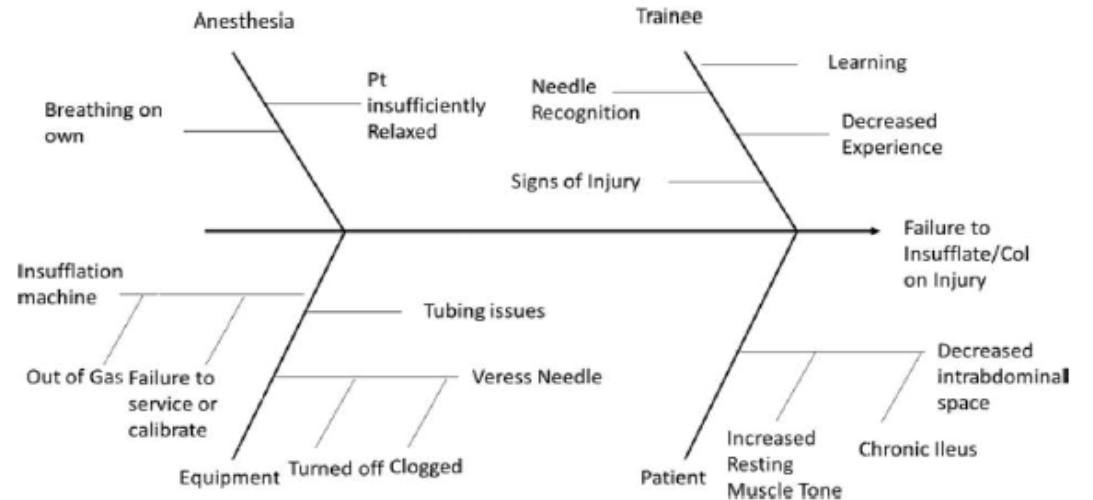 Anesthesia
Trainee
Breathing on
own
Pt
insufficiently
Relaxed
Needle
Recognition
Signs of Injury
Learning
Decreased
Experience
Failure to
Insufflate/Col
on Injury
Insufflation
machine
Out of Gas
Failure to
service or
calibrate
Tubing issues
Veress Needle
Turned off
Clogged
Equipment
Decreased
intrabdominal
space
Chronic Ileus
Increased
Resting
Muscle Tone
Patient